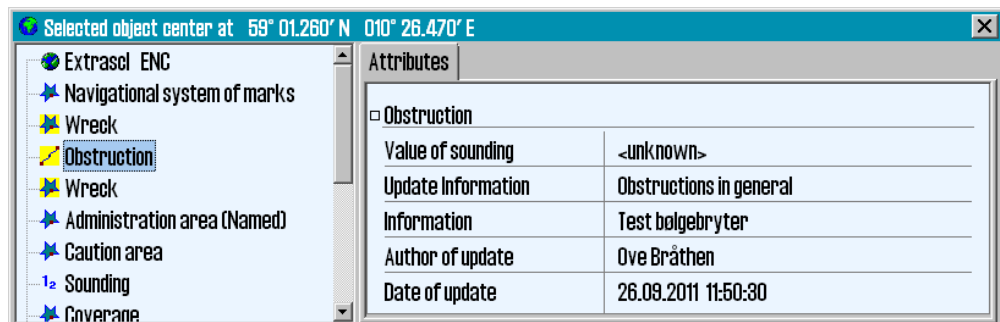 Selected object center at 59° 01.260′ N 010° 26.470′ E
Extrascl ENC
Navigational system of marks
Wreck
Obstruction
Wreck
Administration area (Named)
Caution area
1₂ Sounding
Coverage
Attributes
Obstruction
Value of sounding <unknown>
Update Information Obstructions in general
Information Test bølgebryter
Author of update Ove Bråthen
Date of update 26.09.2011 11:50:30